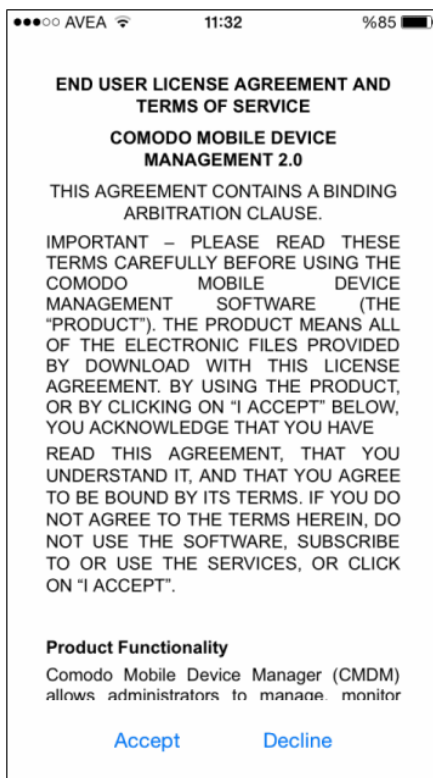 AVEA 11:32 %85
END USER LICENSE AGREEMENT AND
TERMS OF SERVICE
COMODO MOBILE DEVICE
MANAGEMENT 2.0
THIS AGREEMENT CONTAINS A BINDING
ARBITRATION CLAUSE.
IMPORTANT – PLEASE READ THESE
TERMS CAREFULLY BEFORE USING THE
COMODO MOBILE DEVICE
MANAGEMENT SOFTWARE (THE
“PRODUCT”). THE PRODUCT MEANS ALL
OF THE ELECTRONIC FILES PROVIDED
BY DOWNLOAD WITH THIS LICENSE
AGREEMENT. BY USING THE PRODUCT,
OR BY CLICKING ON “I ACCEPT” BELOW,
YOU ACKNOWLEDGE THAT YOU HAVE
READ THIS AGREEMENT, THAT YOU
UNDERSTAND IT, AND THAT YOU AGREE
TO BE BOUND BY ITS TERMS. IF YOU DO
NOT AGREE TO THE TERMS HEREIN, DO
NOT USE THE SOFTWARE, SUBSCRIBE
TO OR USE THE SERVICES, OR CLICK
ON “I ACCEPT”.
Product Functionality
Comodo Mobile Device Manager (CMDM)
allows administrators to manage, monitor
Accept Decline